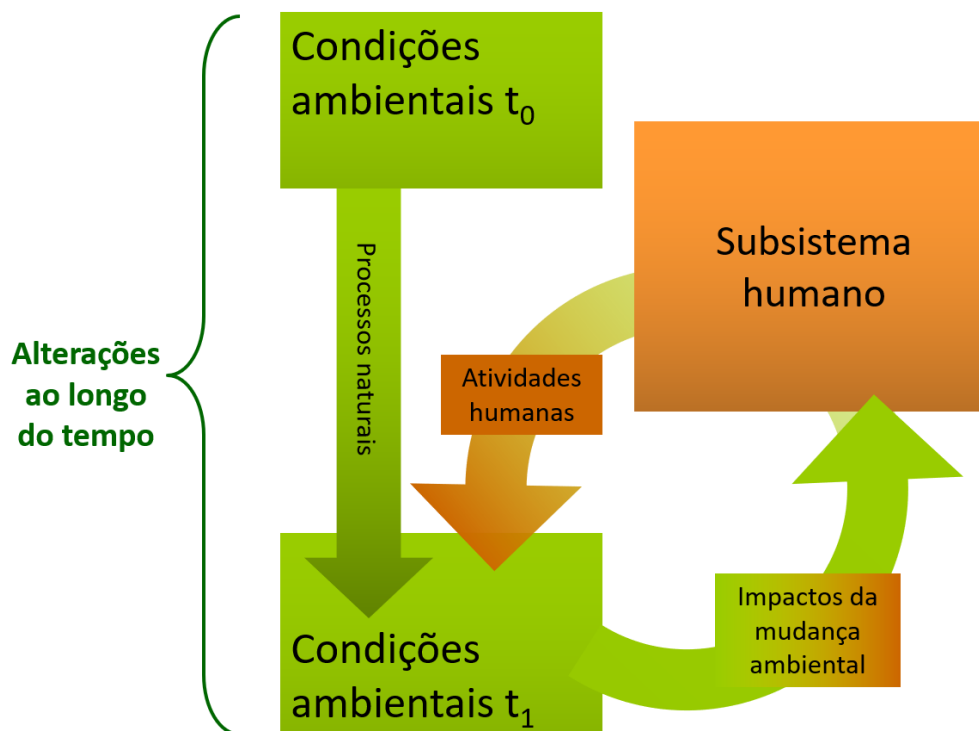 Condições
ambientais t₀
Subsistema
humano
Processos naturais
Alterações
ao longo
do tempo
Atividades
humanas
Condições
ambientais t₁
Impactos da
mudança
ambiental